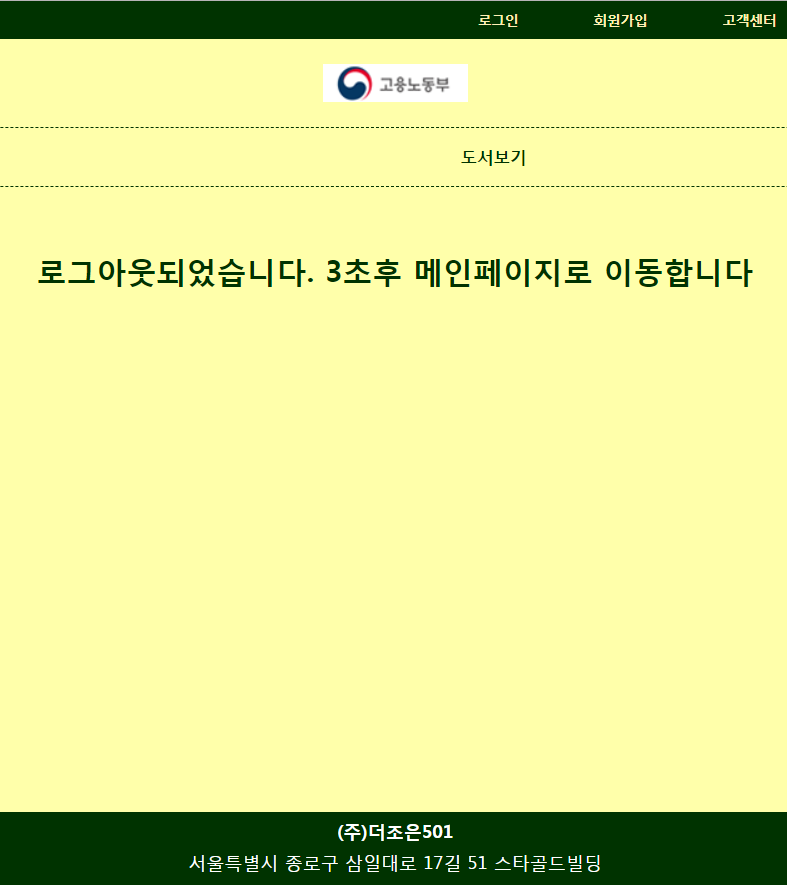 로그인 회원가입 고객센터
고용노동부
도서보기
로그아웃되었습니다. 3초후 메인페이지로 이동합니다
(주)더조은501
서울특별시 종로구 삼일대로 17길 51 스타골드빌딩